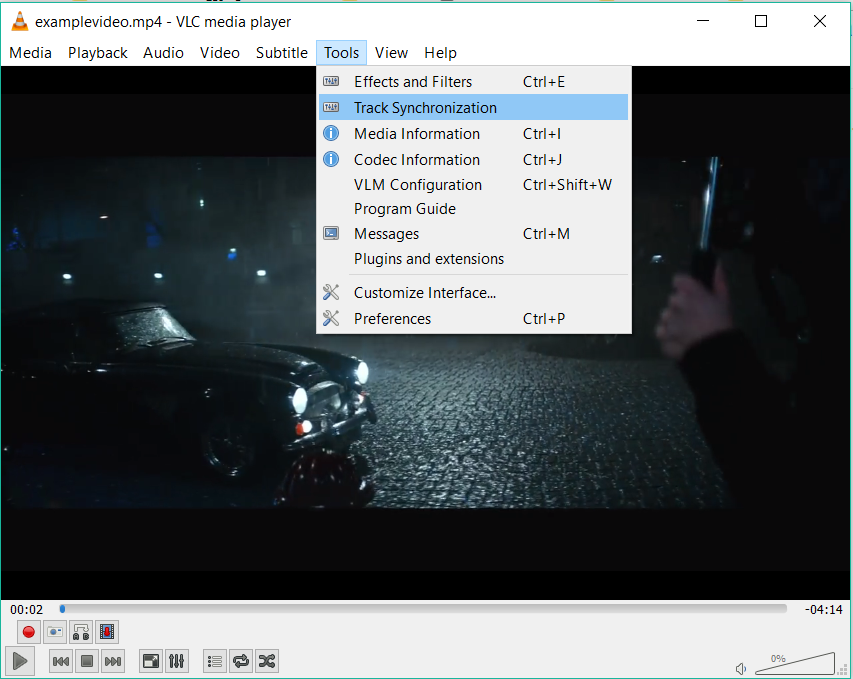 examplevideo.mp4 - VLC media player
Media Playback Audio Video Subtitle Tools View Help
Effects and Filters Ctrl+E
Track Synchronization
Media Information Ctrl+I
Codec Information Ctrl+J
VLM Configuration Ctrl+Shift+W
Program Guide
Messages Ctrl+M
Plugins and extensions
Customize Interface...
Preferences Ctrl+P
00:02 -04:14
A B
0%